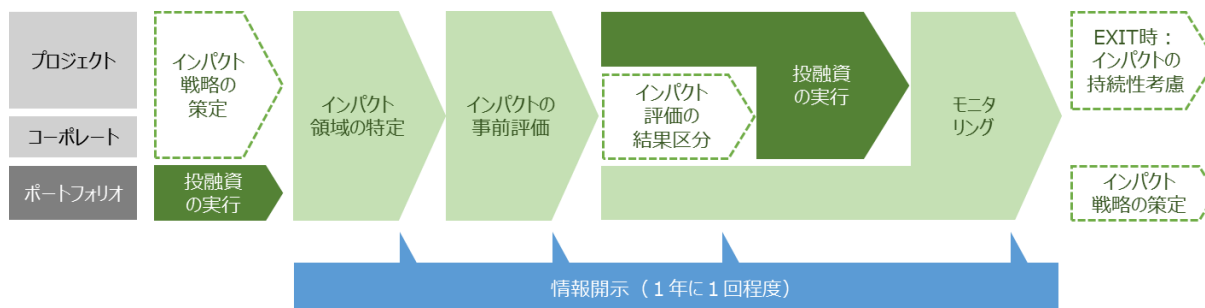 プロジェクト
コーポレート
ポートフォリオ
インパクト
戦略の
策定
投融資
の実行
インパクト
領域の特定
インパクトの
事前評価
インパクト
評価の
結果区分
投融資
の実行
モニタ
リング
EXIT時：
インパクトの
持続性考慮
インパクト
戦略の策定
情報開示（１年に１回程度）